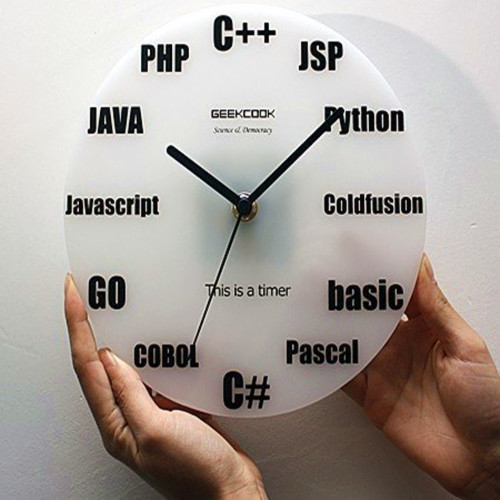 C++
PHP
JSP
GEEKCOOK
Science & Democracy
JAVA
Python
Javascript
Coldfusion
This is a timer
GO
basic
COBOL
Pascal
C#